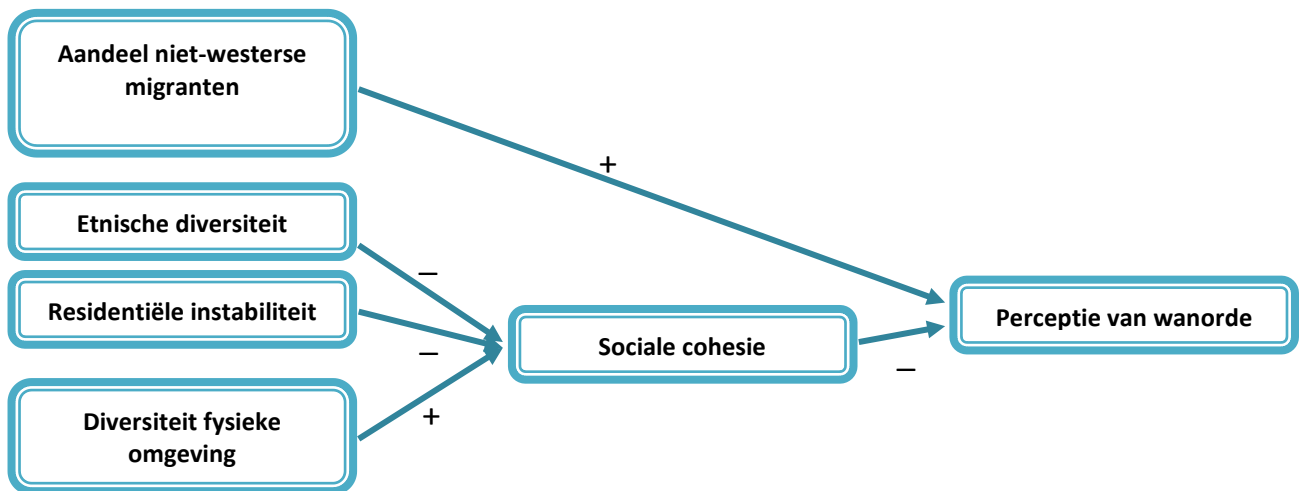 Aandeel niet-westerse
migranten
+
Etnische diversiteit
–
Residentiële instabiliteit
–
Sociale cohesie
Perceptie van wanorde
–
Diversiteit fysieke
omgeving
+